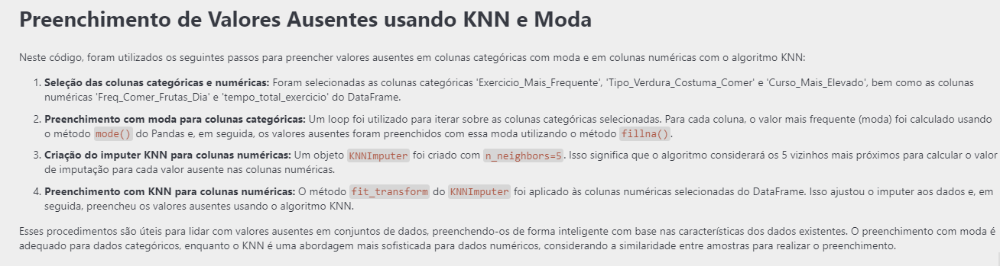 Preenchimento de Valores Ausentes usando KNN e Moda
Neste código, foram utilizados os seguintes passos para preencher valores ausentes em colunas categóricas com moda e em colunas numéricas com o algoritmo KNN:
1. Seleção das colunas categóricas e numéricas: Foram selecionadas as colunas categóricas 'Exercicio_Mais_Frequente', 'Tipo_Verdura_Costuma_Comer' e 'Curso_Mais_Elevado', bem como as colunas
numéricas 'Freq_Comer_Frutas_Dia' e 'tempo_total_exercicio' do DataFrame.
2. Preenchimento com moda para colunas categóricas: Um loop foi utilizado para iterar sobre as colunas categóricas selecionadas. Para cada coluna, o valor mais frequente (moda) foi calculado usando
o método mode() do Pandas e, em seguida, os valores ausentes foram preenchidos com essa moda utilizando o método fillna().
3. Criação do imputer KNN para colunas numéricas: Um objeto KNNImputer foi criado com n_neighbors=5. Isso significa que o algoritmo considerará os 5 vizinhos mais próximos para calcular o valor
de imputação para cada valor ausente nas colunas numéricas.
4. Preenchimento com KNN para colunas numéricas: O método fit_transform do KNNImputer foi aplicado às colunas numéricas selecionadas do DataFrame. Isso ajustou o imputer aos dados e, em
seguida, preencheu os valores ausentes usando o algoritmo KNN.
Esses procedimentos são úteis para lidar com valores ausentes em conjuntos de dados, preenchendo-os de forma inteligente com base nas características dos dados existentes. O preenchimento com moda é
adequado para dados categóricos, enquanto o KNN é uma abordagem mais sofisticada para dados numéricos, considerando a similaridade entre amostras para realizar o preenchimento.